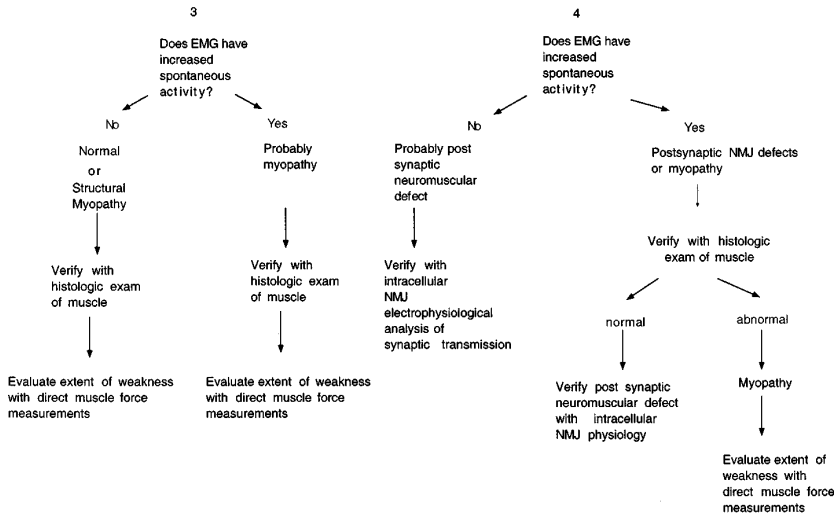 3
Does EMG have
increased
spontaneous
activity?
No
Yes
Normal
or
Structural
Myopathy
Probably
myopathy
Verify with
histologic exam
of muscle
Verify with
histologic exam
of muscle
Evaluate extent of weakness
with direct muscle force
measurements
Evaluate extent of weakness
with direct muscle force
measurements
4
Does EMG have
increased
spontaneous
activity?
No
Yes
Probably post
synaptic
neuromuscular
defect
Postsynaptic NMJ defects
or myopathy
Verify with
intracellular
NMJ
electrophysiological
analysis of
synaptic transmission
Verify with histologic
exam of muscle
normal
abnormal
Verify post synaptic
neuromuscular defect
with intracellular
NMJ physiology
Myopathy
Evaluate extent of
weakness with
direct muscle force
measurements